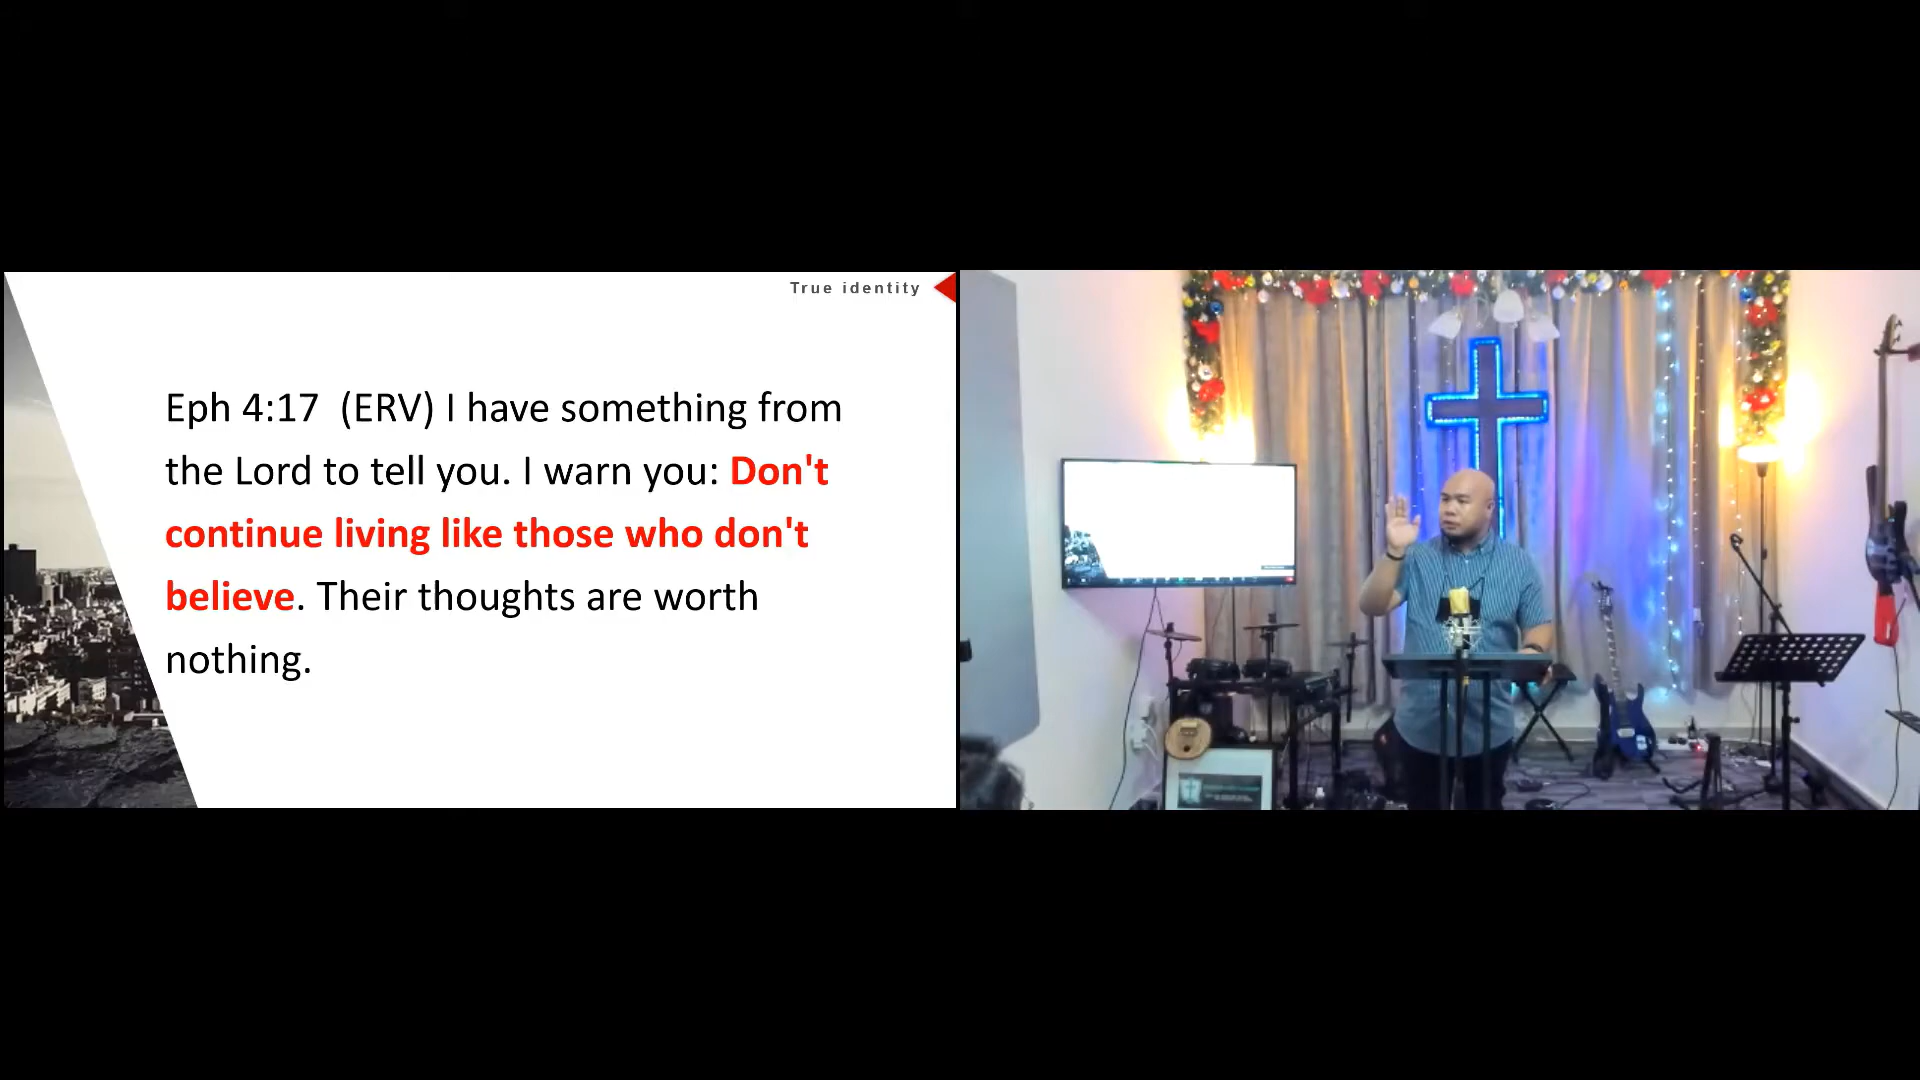 True identity
Eph 4:17  (ERV) I have something from
the Lord to tell you. I warn you: Don't
continue living like those who don't
believe. Their thoughts are worth
nothing.